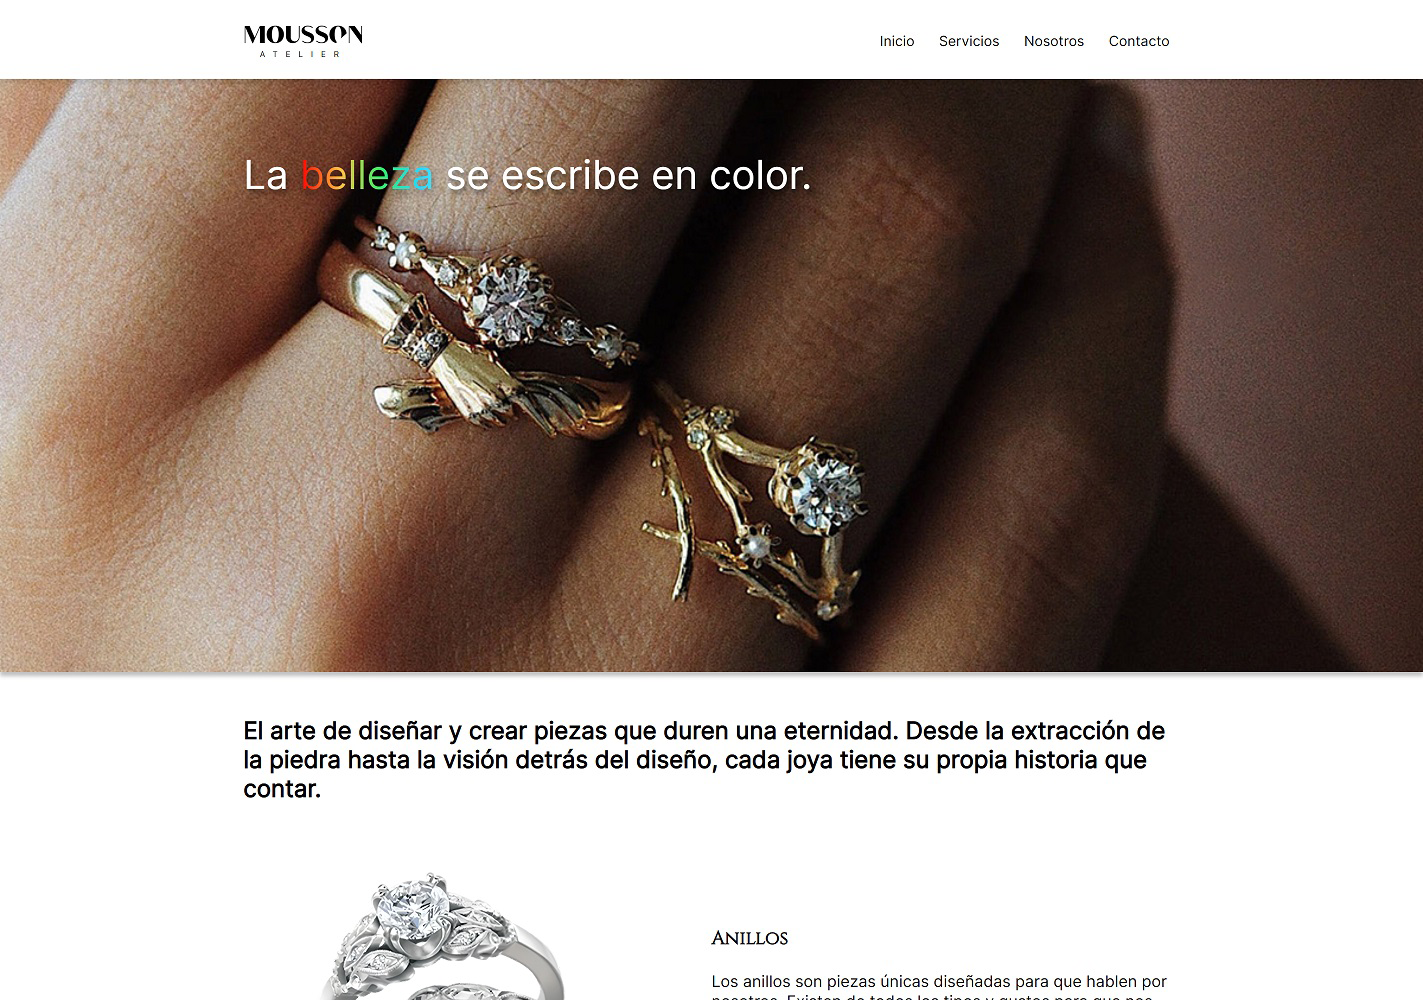 MOUSSON
ATELIER
Inicio Servicios Nosotros Contacto
La belleza se escribe en color.
El arte de diseñar y crear piezas que duren una eternidad. Desde la extracción de
la piedra hasta la visión detrás del diseño, cada joya tiene su propia historia que
contar.
Anillos
Los anillos son piezas únicas diseñadas para que hablen por